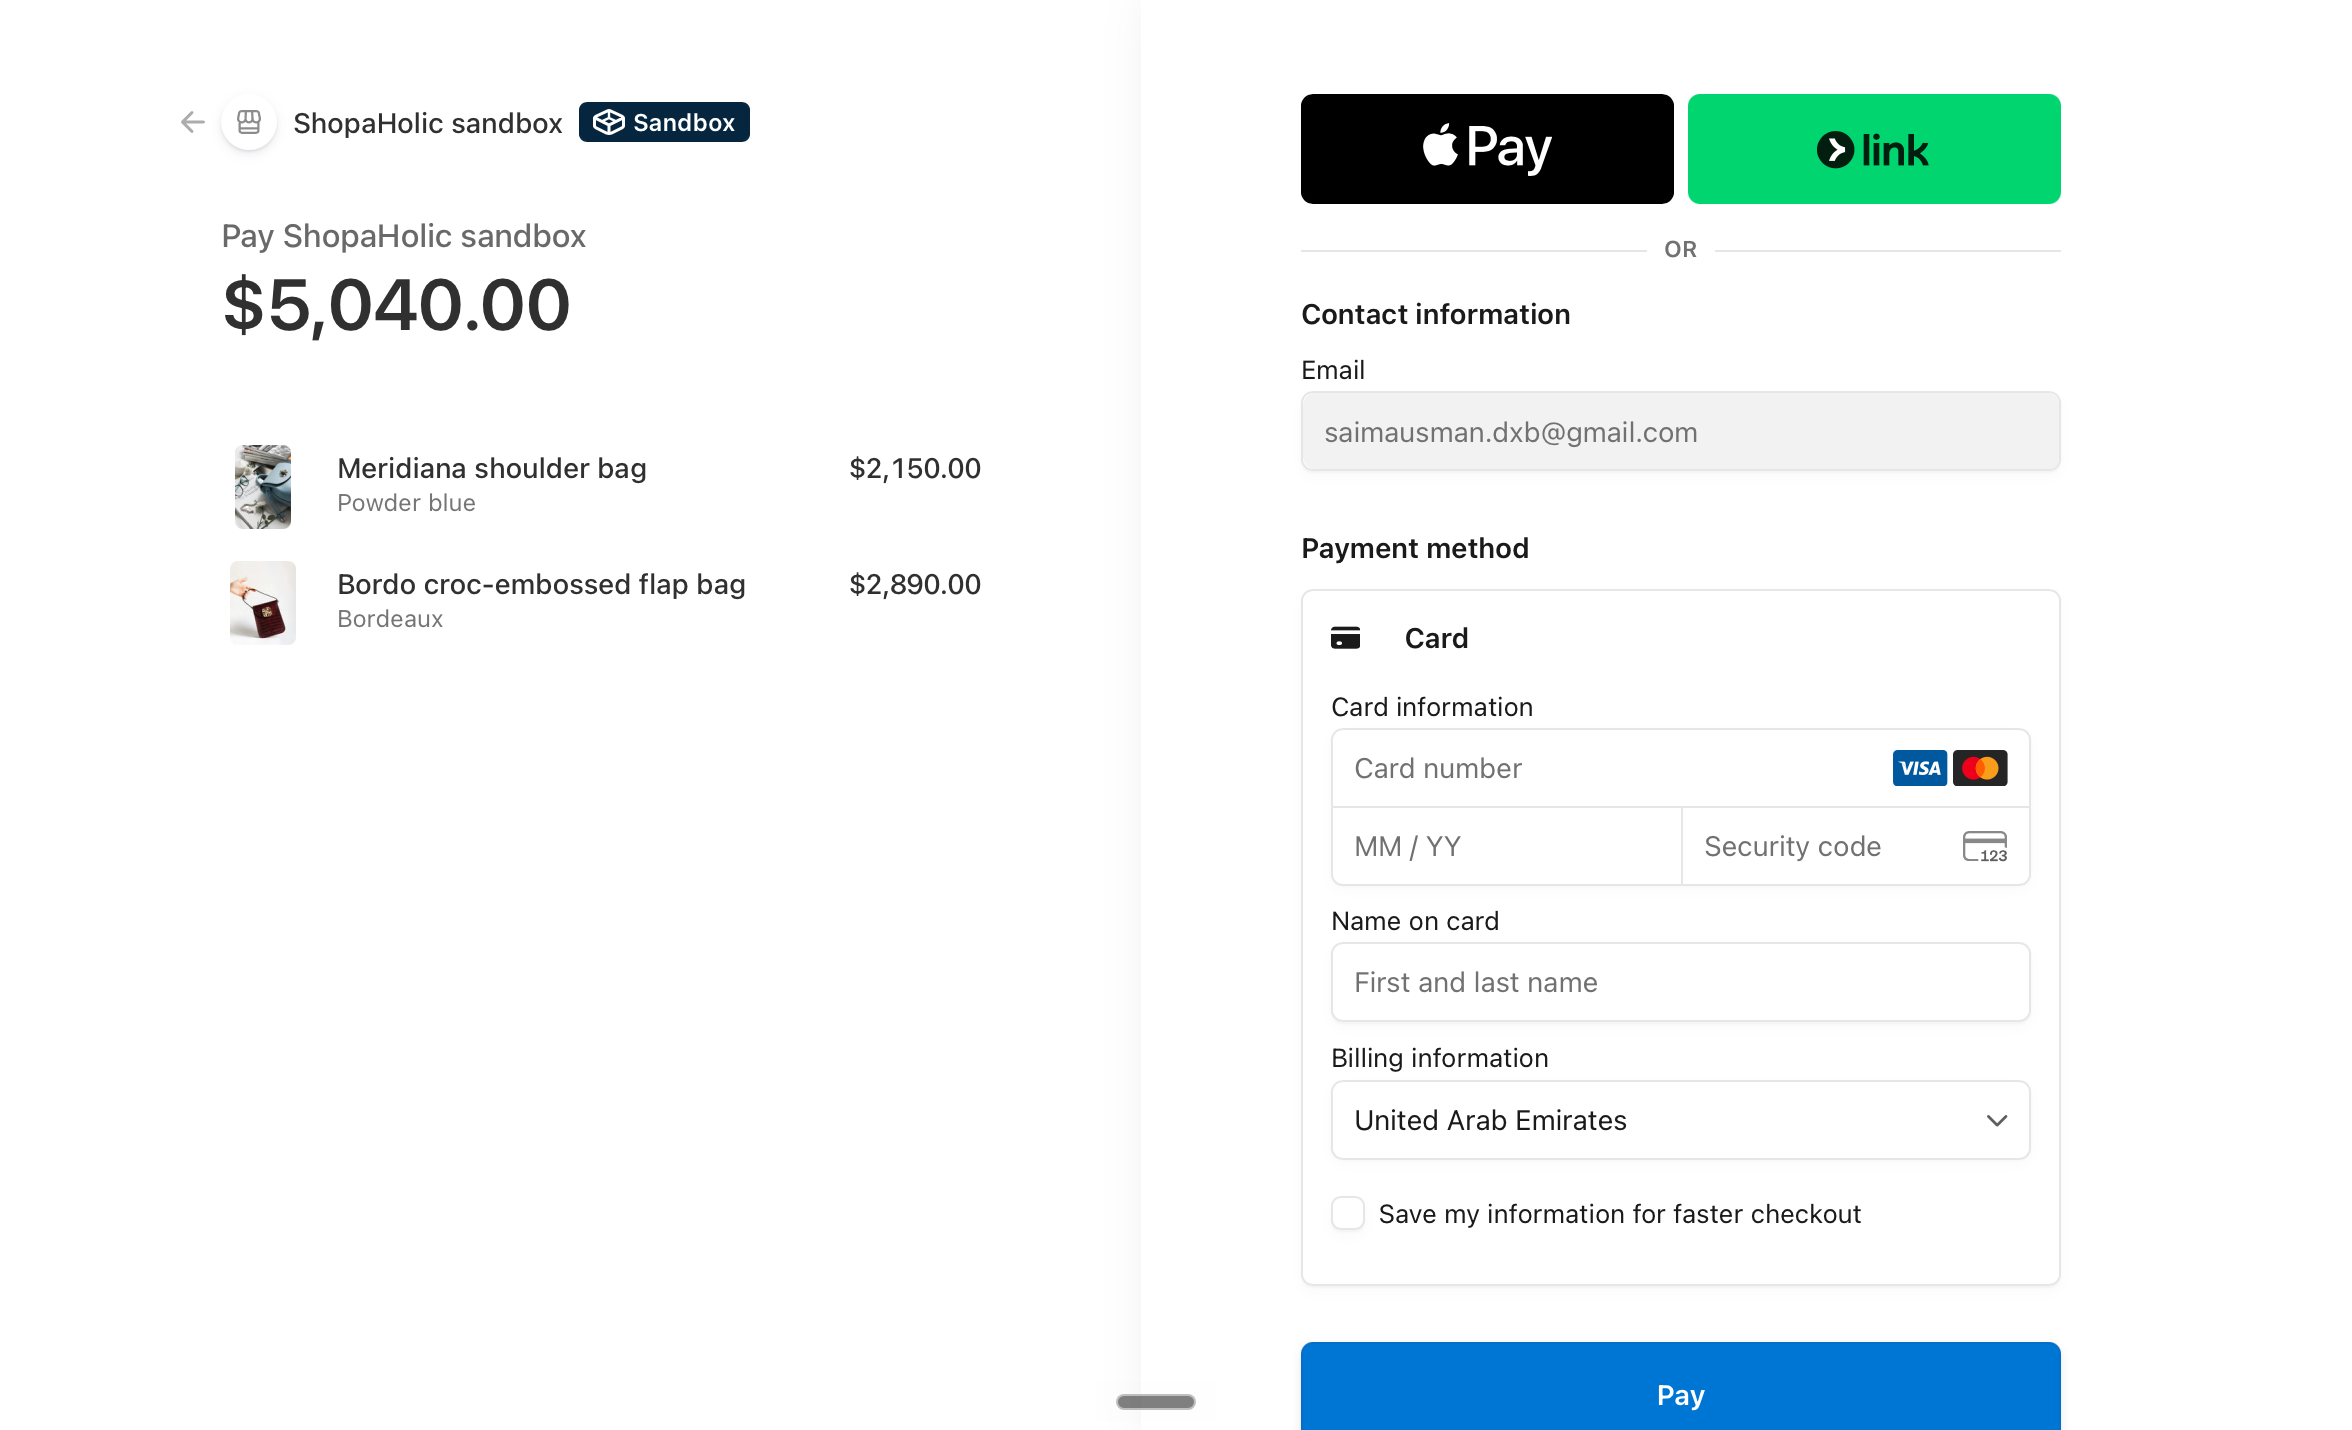 ShopaHolic sandbox
Sandbox
Pay ShopaHolic sandbox
$5,040.00
Meridiana shoulder bag $2,150.00
Powder blue
Bordo croc-embossed flap bag $2,890.00
Bordeaux
Pay
link
OR
Contact information
Email
saimausman.dxb@gmail.com
Payment method
Card
Card information
Card number VISA
MM / YY
Security code 123
Name on card
First and last name
Billing information
United Arab Emirates
Save my information for faster checkout
Pay